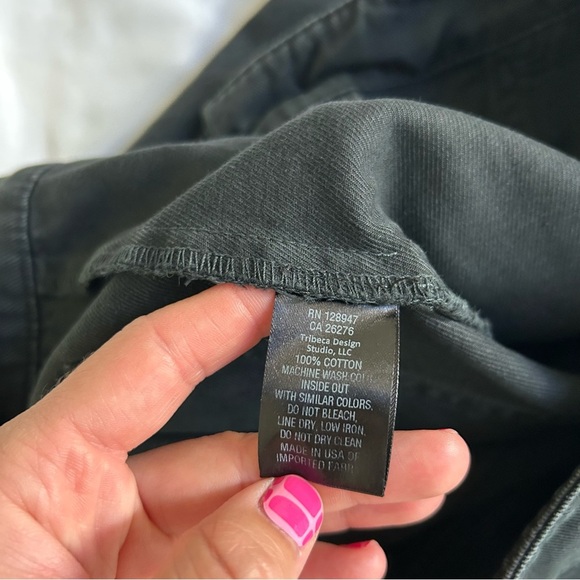 RN 128947
CA 26276
Tribeca Design
Studio, LLC
100% COTTON
MACHINE WASH COLD
INSIDE OUT
WITH SIMILAR COLORS,
DO NOT BLEACH,
LINE DRY, LOW IRON,
DO NOT DRY CLEAN
MADE IN USA OF
IMPORTED FABR